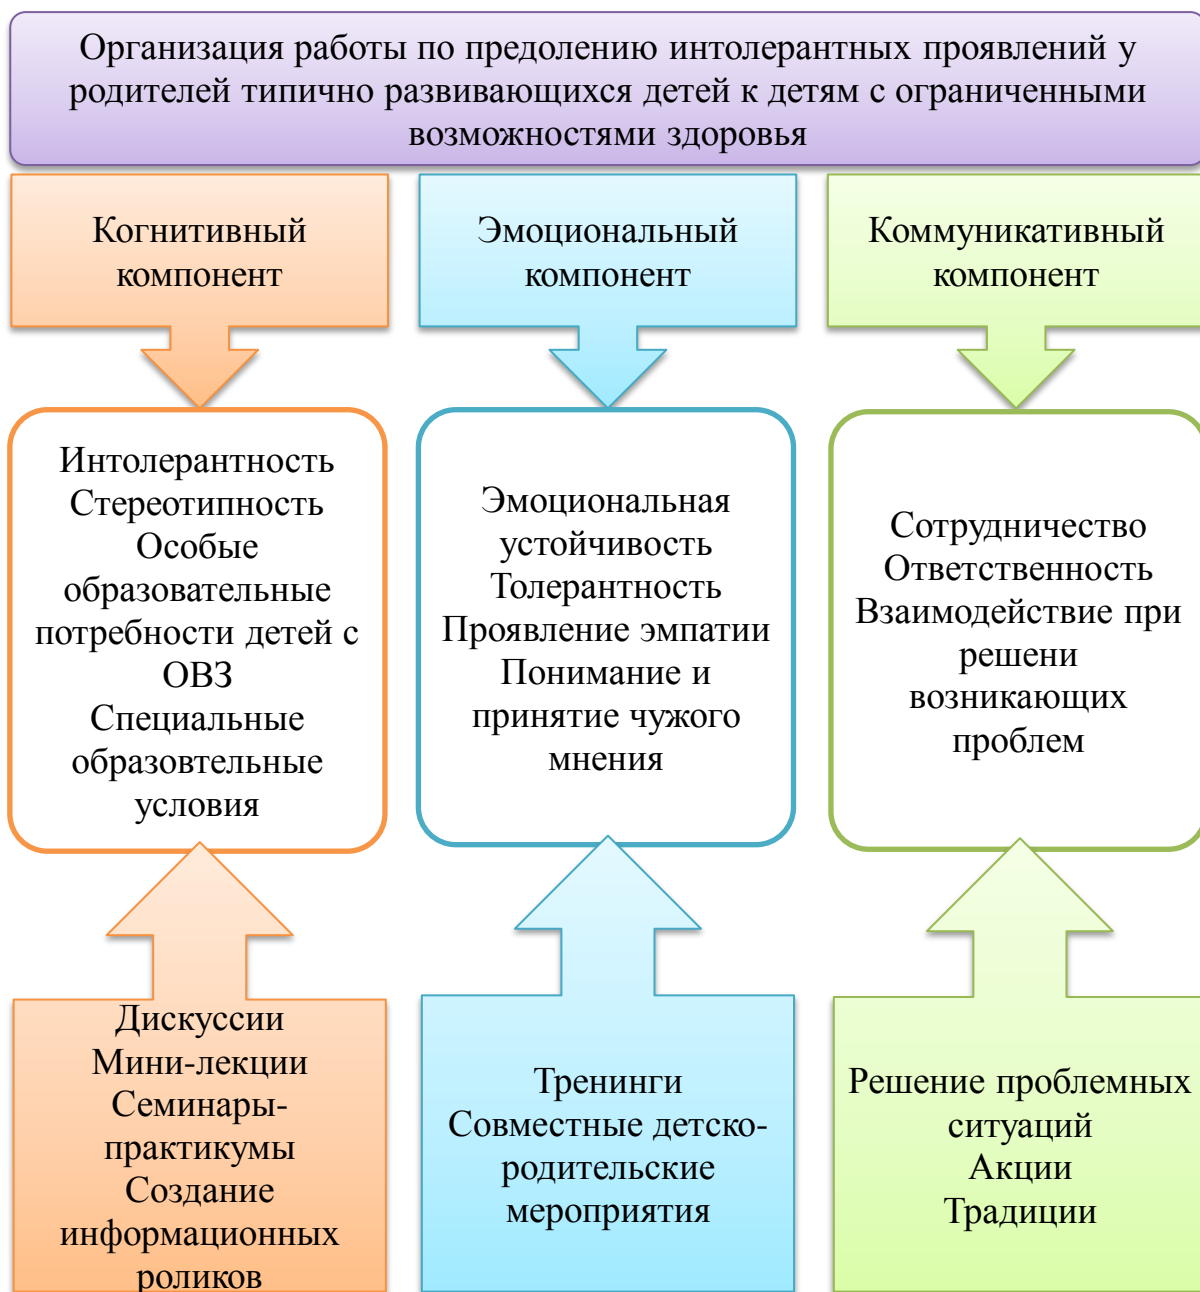 Организация работы по предолению интолерантных проявлений у
родителей типично развивающихся детей к детям с ограниченными
возможностями здоровья
Когнитивный
компонент
Эмоциональный
компонент
Коммуникативный
компонент
Интолерантность
Стереотипность
Особые
образовательные
потребности детей с
ОВЗ
Специальные
образовтельные
условия
Эмоциональная
устойчивость
Толерантность
Проявление эмпатии
Понимание и
принятие чужого
мнения
Сотрудничество
Ответственность
Взаимодействие при
решени
возникающих
проблем
Дискуссии
Мини-лекции
Семинары-
практикумы
Создание
информационных
роликов
Тренинги
Совместные детско-
родительские
мероприятия
Решение проблемных
ситуаций
Акции
Традиции